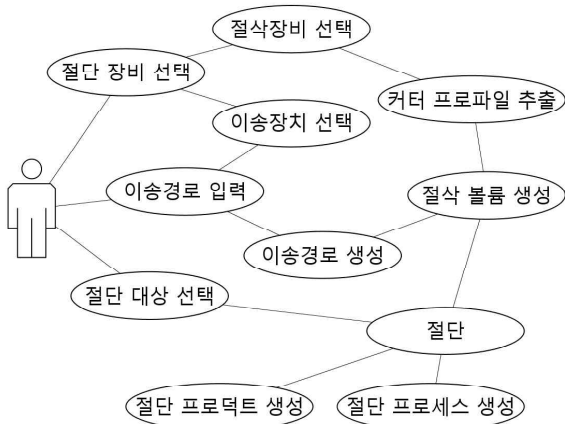 절삭장비 선택
절단 장비 선택
커터 프로파일 추출
이송장치 선택
이송경로 입력
절삭 볼륨 생성
이송경로 생성
절단 대상 선택
절단
절단 프로덕트 생성
절단 프로세스 생성